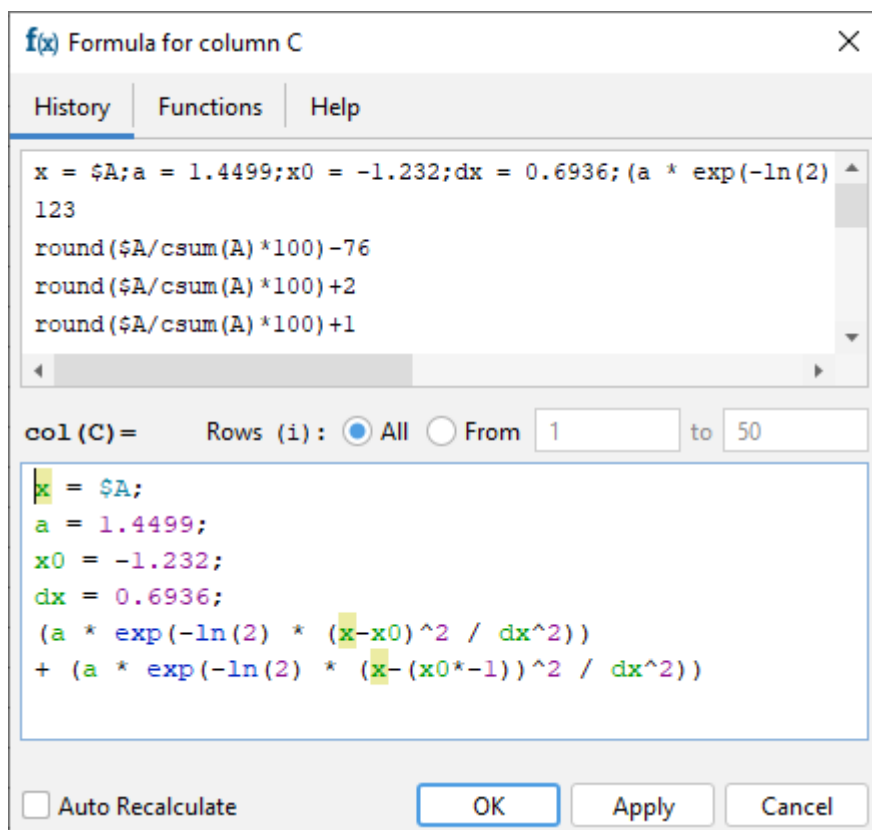 f(x) Formula for column C
History Functions Help
x = $A;a = 1.4499;x0 = -1.232;dx = 0.6936;(a * exp(-ln(2)
123
round($A/csum(A)*100)-76
round($A/csum(A)*100)+2
round($A/csum(A)*100)+1
col(C)= Rows (i): All From 1 to 50
x = $A;
a = 1.4499;
x0 = -1.232;
dx = 0.6936;
(a * exp(-ln(2) * (x-x0)^2 / dx^2))
+ (a * exp(-ln(2) * (x-(x0*-1))^2 / dx^2))
Auto Recalculate OK Apply Cancel